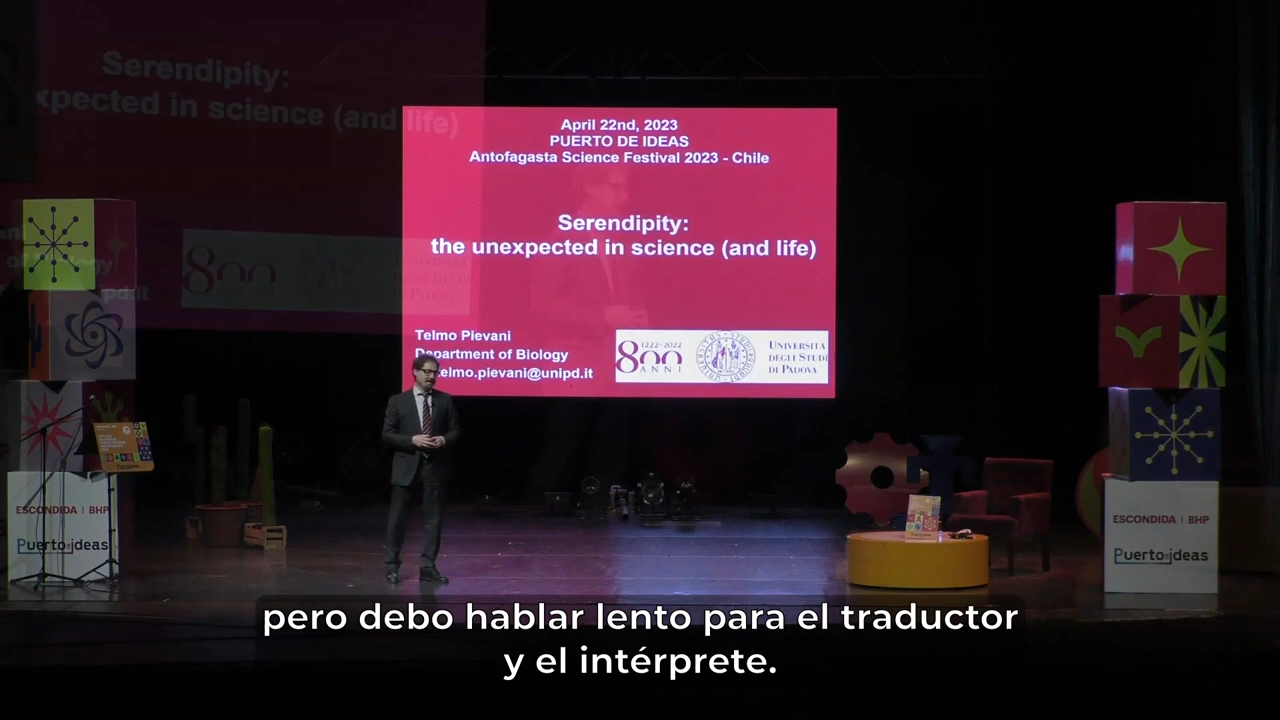 Serendipity:
xpected in science (and life)
April 22nd, 2023
PUERTO DE IDEAS
Antofagasta Science Festival 2023 - Chile
Serendipity:
the unexpected in science (and life)
Telmo Pievani
Department of Biology
telmo.pievani@unipd.it
1222-2022
800
ANNI
UNIVERSITÀ
DEGLI STUDI
DI PADOVA
800
ESCONDIDA | BHP
Puerto de ideas
ESCONDIDA | BHP
Puerto de ideas
pero debo hablar lento para el traductor
y el intérprete.